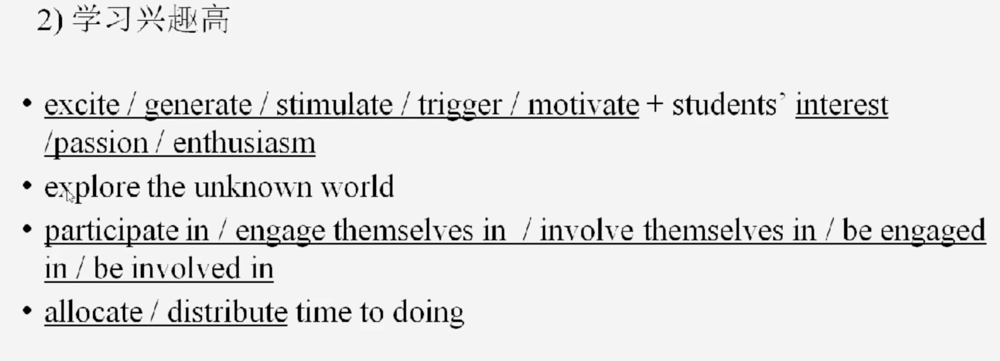 2) 学习兴趣高
• excite / generate / stimulate / trigger / motivate + students’ interest
/passion / enthusiasm
• explore the unknown world
• participate in / engage themselves in / involve themselves in / be engaged
in / be involved in
• allocate / distribute time to doing